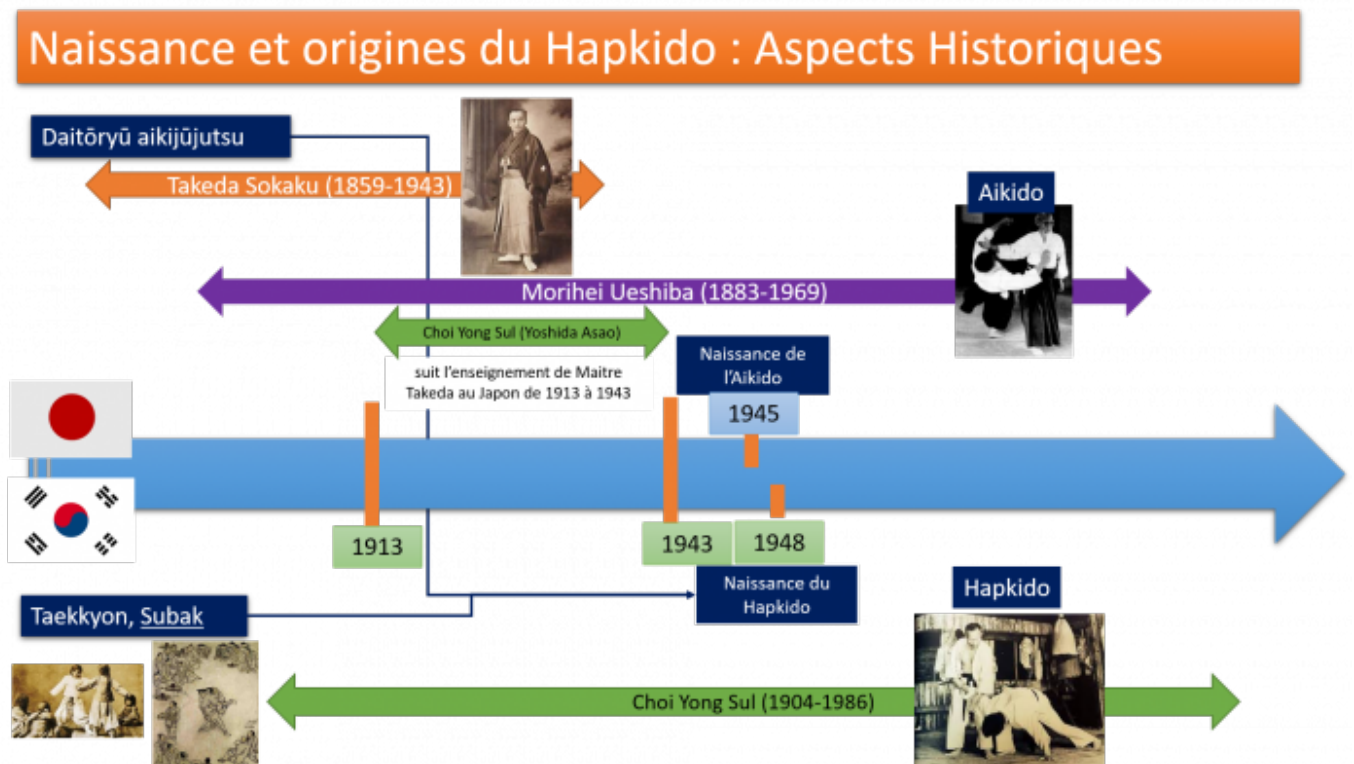 Naissance et origines du Hapkido : Aspects Historiques
Daitōryū aikijūjutsu
Takeda Sokaku (1859-1943)
Aikido
Morihei Ueshiba (1883-1969)
Choi Yong Sul (Yoshida Asao)
suit l'enseignement de Maitre
Takeda au Japon de 1913 à 1943
Naissance de
l'Aikido
1945
1913
1943
1948
Naissance du
Hapkido
Hapkido
Taekkyon, Subak
Choi Yong Sul (1904-1986)